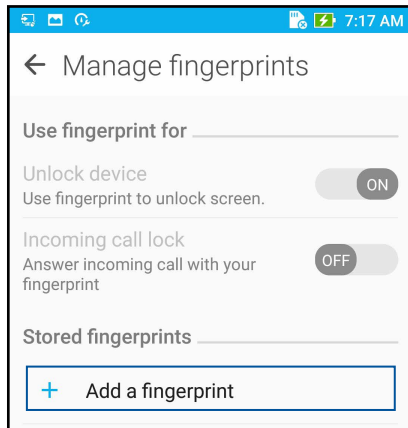 7:17 AM
Manage fingerprints
Use fingerprint for
Unlock device
ON
Use fingerprint to unlock screen.
Incoming call lock
OFF
Answer incoming call with your
fingerprint
Stored fingerprints
+ Add a fingerprint